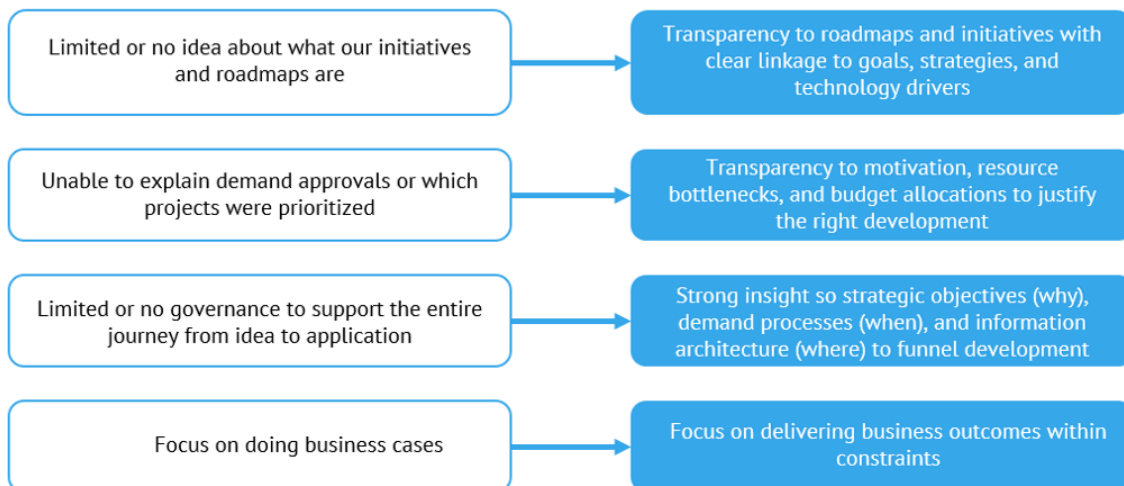 Limited or no idea about what our initiatives
and roadmaps are
Transparency to roadmaps and initiatives with
clear linkage to goals, strategies, and
technology drivers
Unable to explain demand approvals or which
projects were prioritized
Transparency to motivation, resource
bottlenecks, and budget allocations to justify
the right development
Limited or no governance to support the entire
journey from idea to application
Strong insight so strategic objectives (why),
demand processes (when), and information
architecture (where) to funnel development
Focus on doing business cases
Focus on delivering business outcomes within
constraints